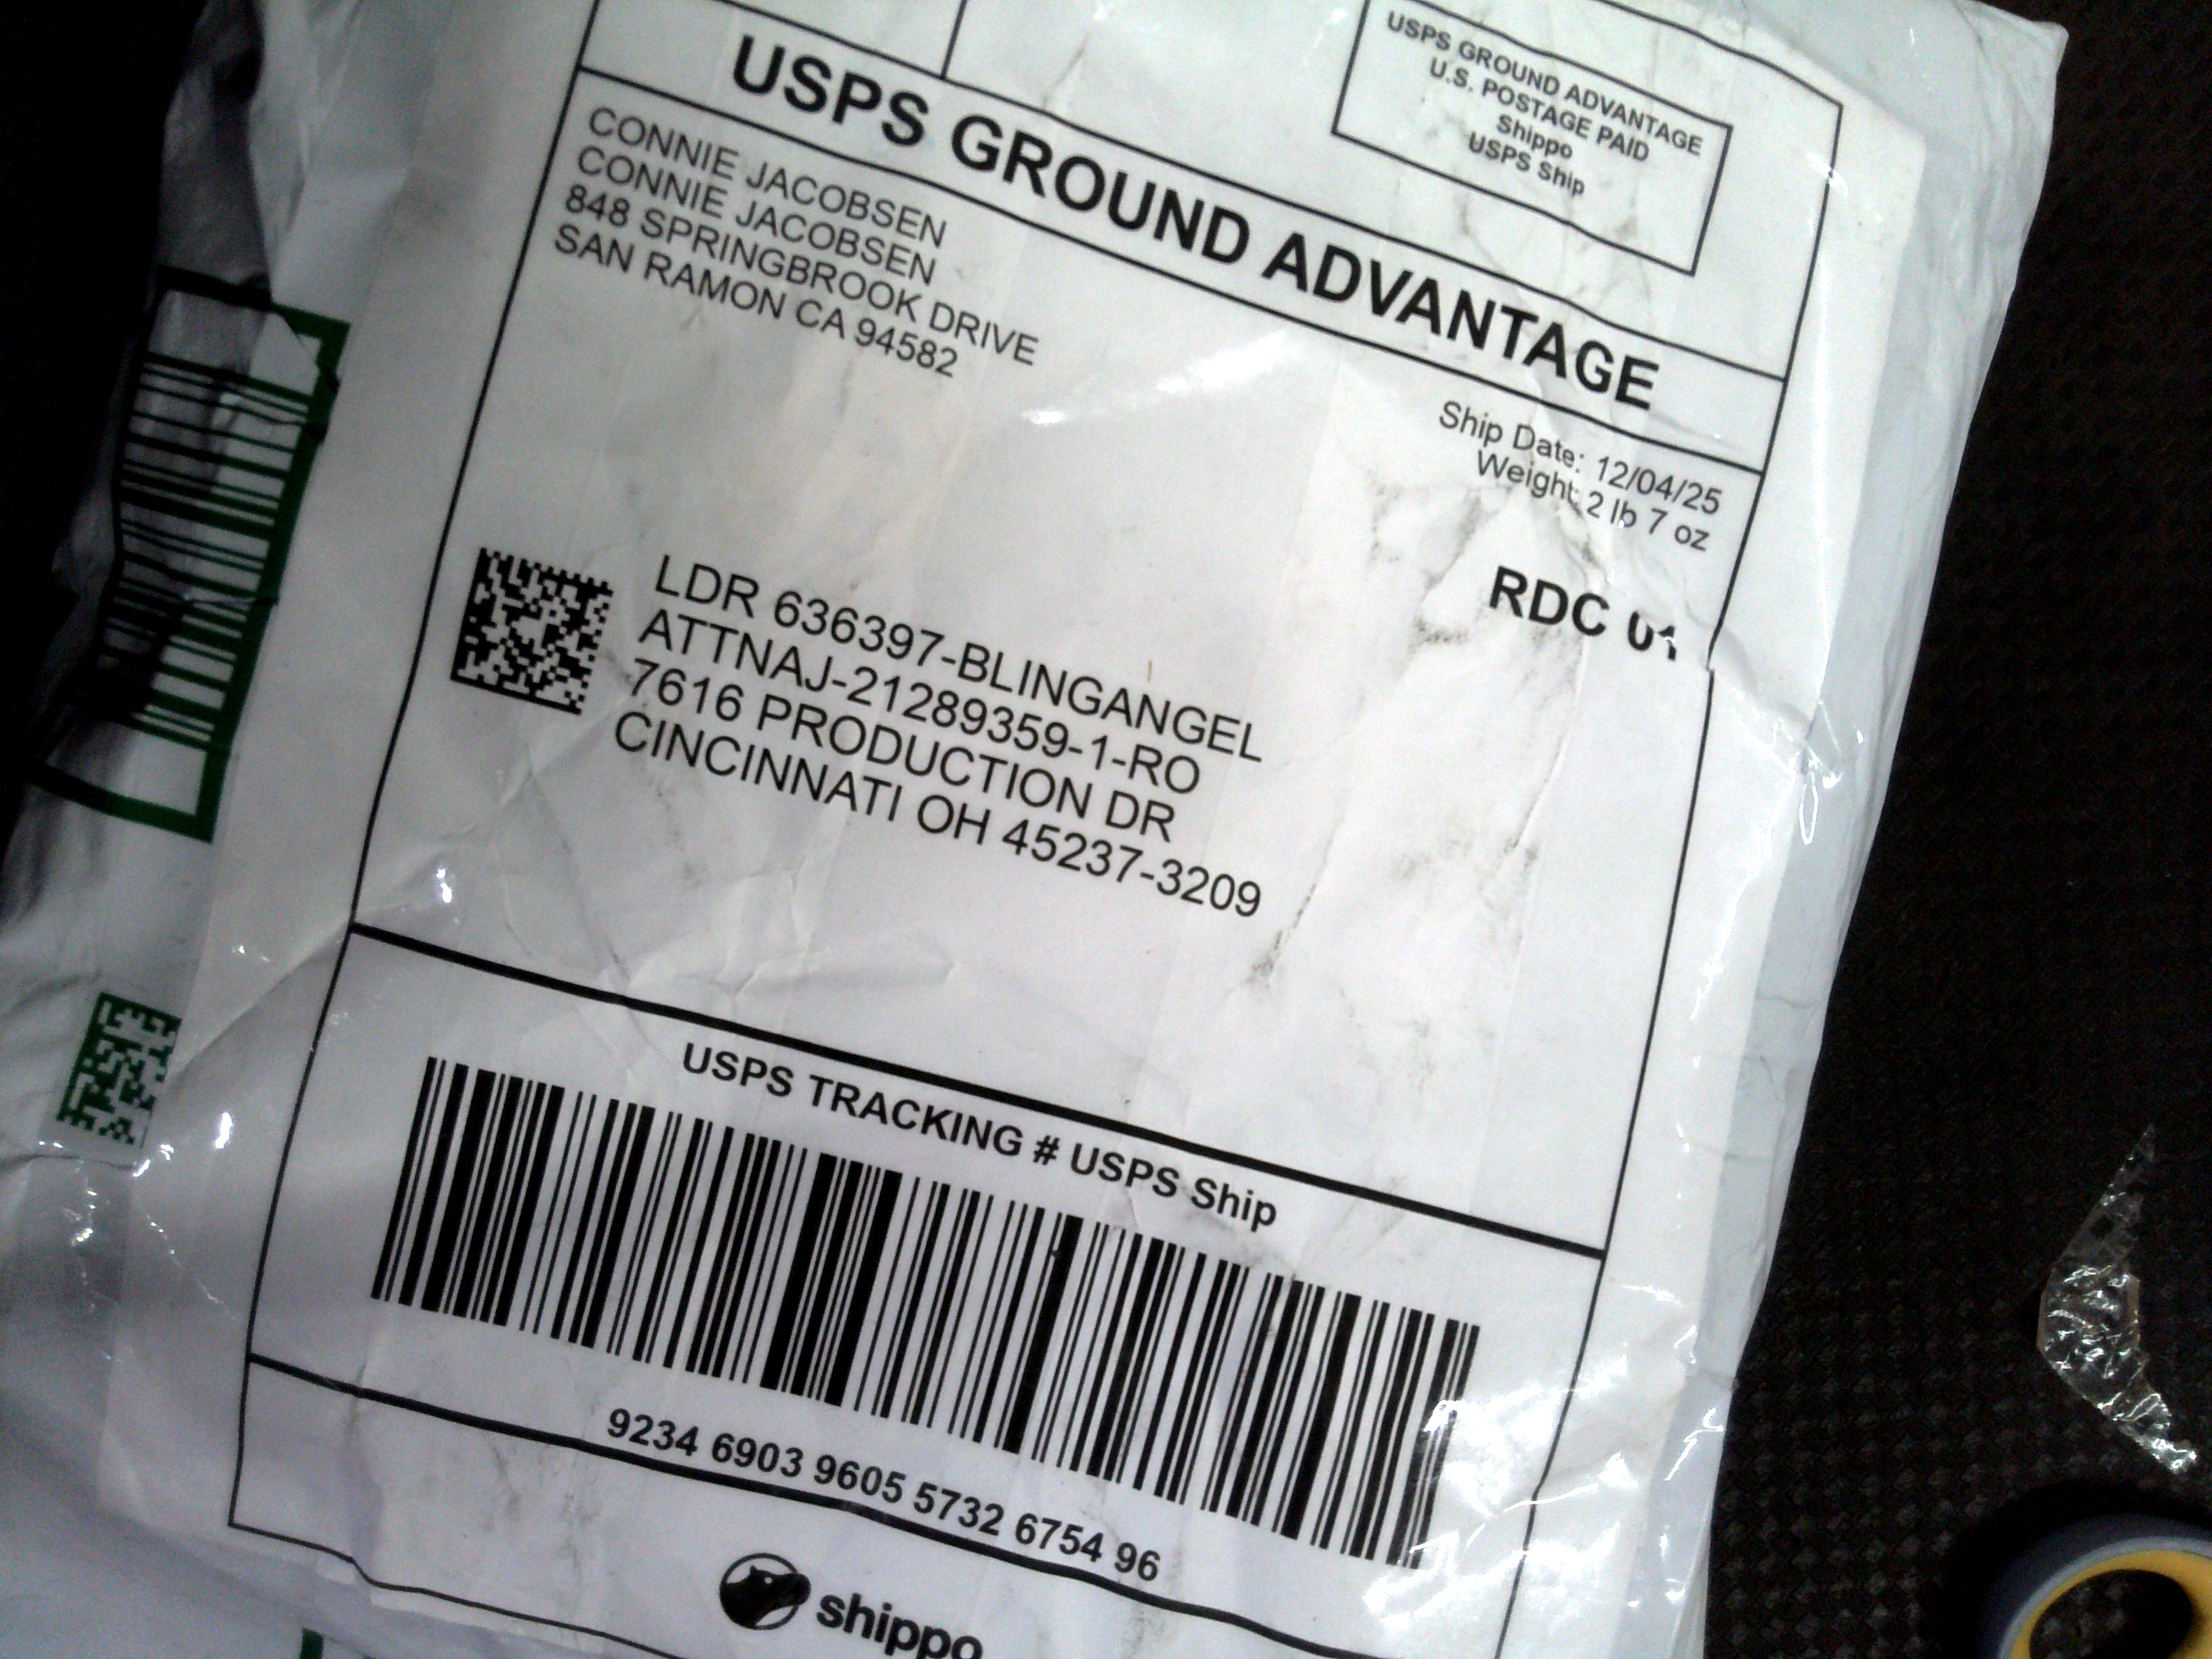 USPS GROUND ADVANTAGE
U.S. POSTAGE PAID
Shippo
USPS Ship
USPS GROUND ADVANTAGE
CONNIE JACOBSEN
CONNIE JACOBSEN
848 SPRINGBROOK DRIVE
SAN RAMON CA 94582
Ship Date: 12/04/25
Weight: 2 lb 7 oz
RDC 01
LDR 636397-BLINGANGEL
ATTNAJ-21289359-1-RO
7616 PRODUCTION DR
CINCINNATI OH 45237-3209
USPS TRACKING # USPS Ship
9234 6903 9605 5732 6754 96
shippo